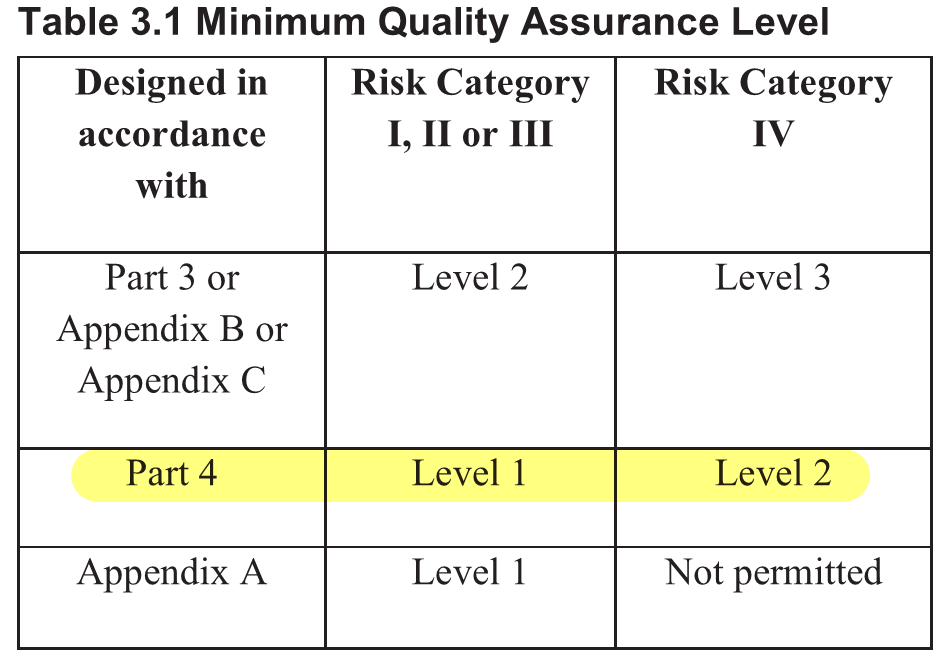 Table 3.1 Minimum Quality Assurance Level
Designed in
accordance
with
Risk Category
I, II or III
Risk Category
IV
Part 3 or
Appendix B or
Appendix C
Level 2
Level 3
Part 4
Level 1
Level 2
Appendix A
Level 1
Not permitted